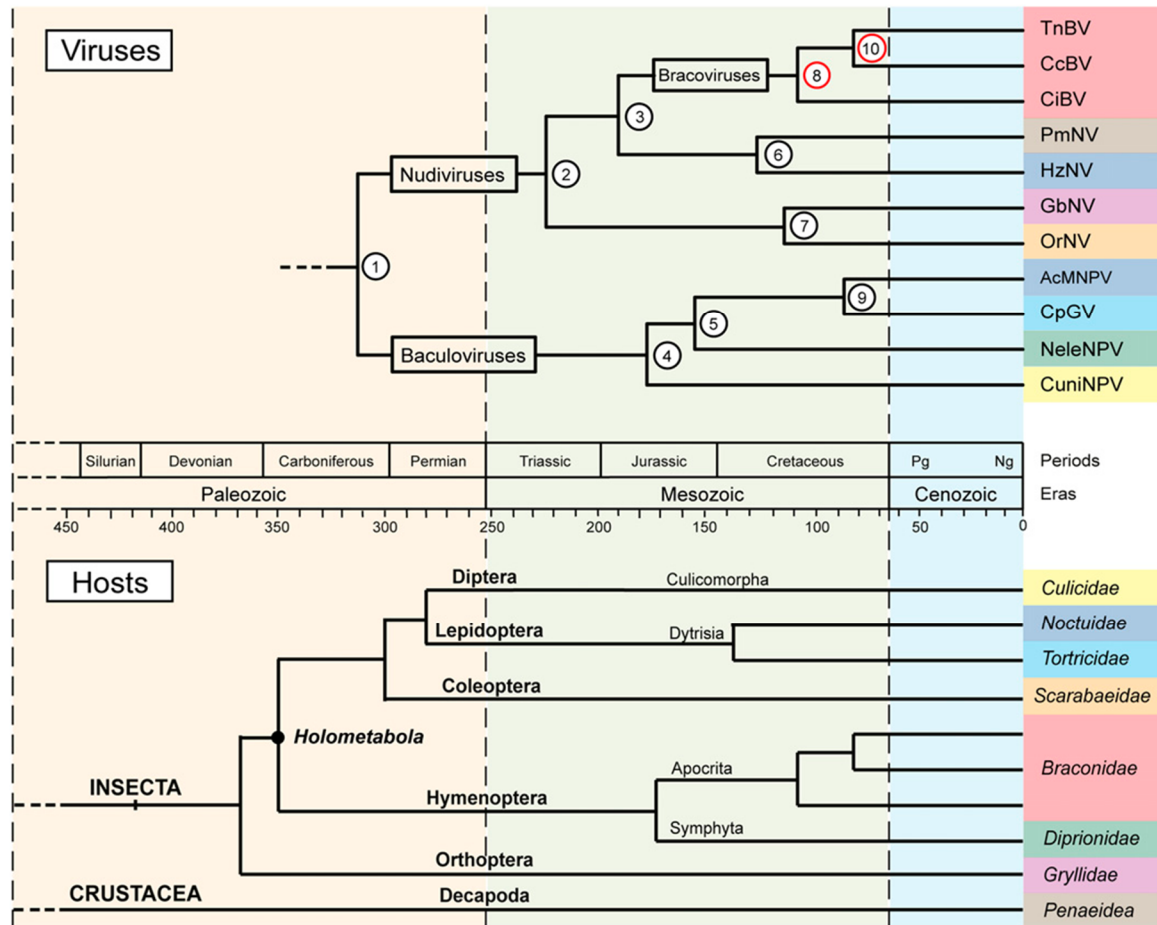 Viruses
TnBV
CcBV
CiBV
PmNV
HzNV
GbNV
OrNV
AcMNPV
CpGV
NeleNPV
CuniNPV
Bracoviruses
Nudiviruses
Baculoviruses
10
8
3
6
2
7
1
9
5
4
Silurian Devonian Carboniferous Permian Triassic Jurassic Cretaceous Pg Ng Periods
Paleozoic Mesozoic Cenozoic Eras
450 400 350 300 250 200 150 100 50 0
Hosts
Diptera Culicomorpha Culicidae
Noctuidae
Lepidoptera Dytrisia
Tortricidae
Coleoptera Scarabaeidae
Holometabola
Apocrita Braconidae
INSECTA
Hymenoptera
Symphyta Diprionidae
Orthoptera Gryllidae
CRUSTACEA Decapoda Penaeidea